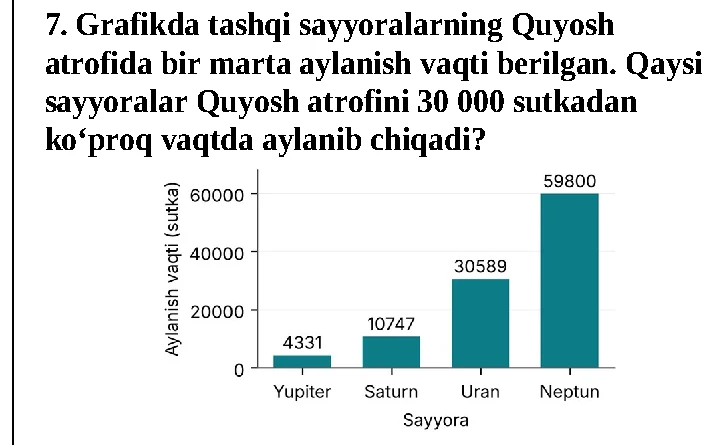 7. Grafikda tashqi sayyoralarning Quyosh
atrofida bir marta aylanish vaqti berilgan. Qaysi
sayyoralar Quyosh atrofini 30 000 sutkadan
ko‘proq vaqtda aylanib chiqadi?
Aylanish vaqti (sutka)
60000
40000
20000
0
4331
10747
30589
59800
Yupiter Saturn Uran Neptun
Sayyora